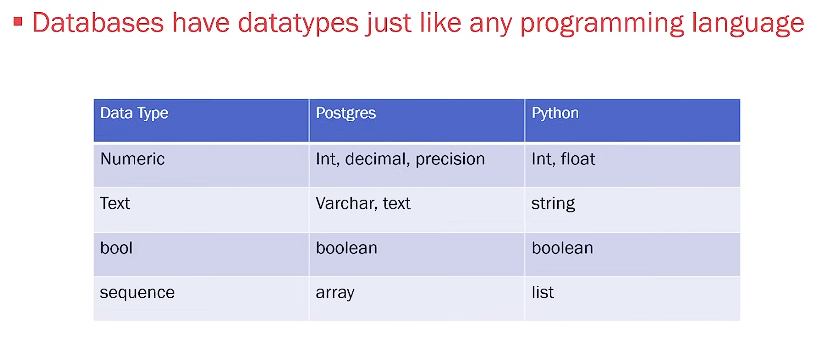 ▪ Databases have datatypes just like any programming language
Data Type Postgres Python
Numeric Int, decimal, precision Int, float
Text Varchar, text string
bool boolean boolean
sequence array list